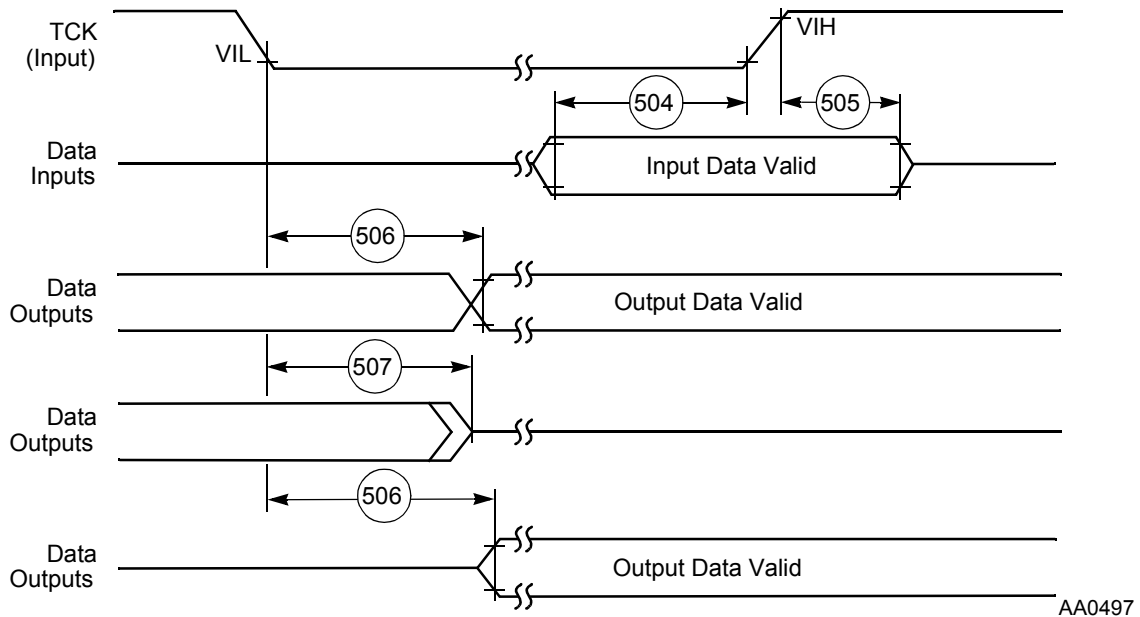 TCK
(Input)
VIL
VIH
504
505
Data
Inputs
Input Data Valid
506
Data
Outputs
Output Data Valid
507
Data
Outputs
506
Data
Outputs
Output Data Valid
AA0497